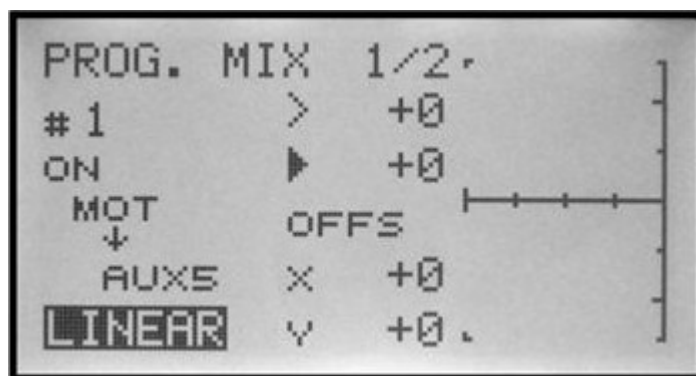 PROG. MIX 1/2
#1 > +0
ON ▶ +0
MOT OFFS
↓
AUX5 X +0
LINEAR Y +0